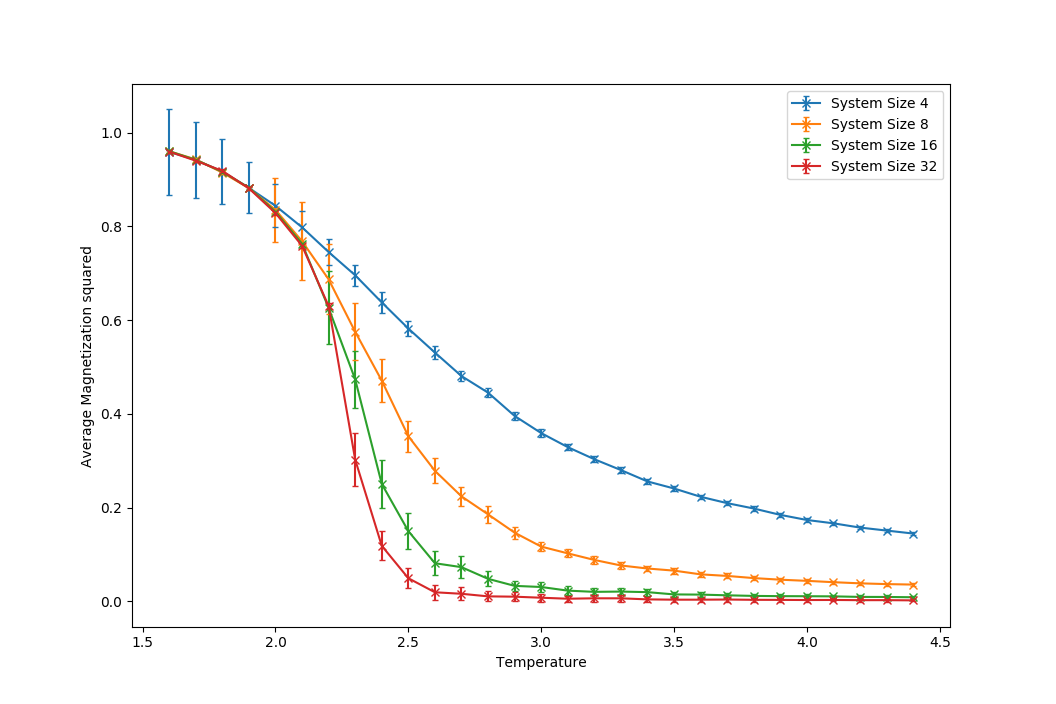 System Size 4
System Size 8
System Size 16
System Size 32
Average Magnetization squared
1.0
0.8
0.6
0.4
0.2
0.0
1.5 2.0 2.5 3.0 3.5 4.0 4.5
Temperature